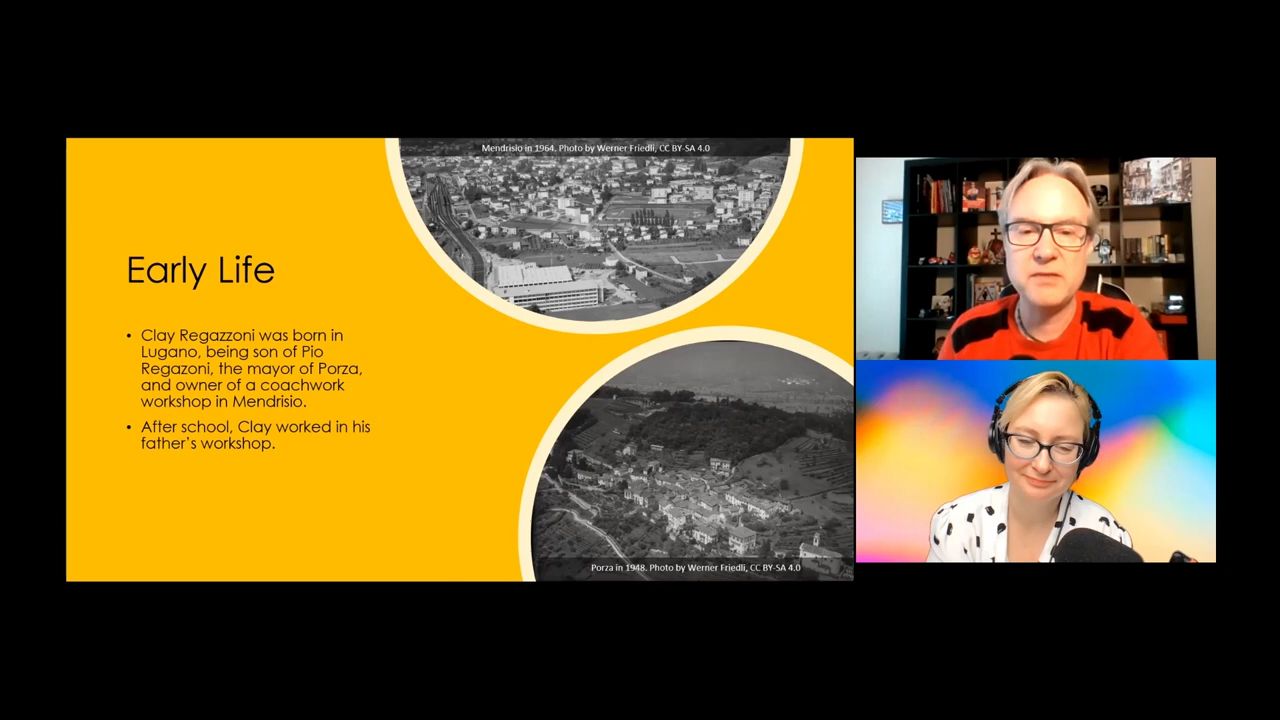 Mendrisio in 1964. Photo by Werner Friedli, CC BY-SA 4.0
Early Life
• Clay Regazzoni was born in
Lugano, being son of Pio
Regazoni, the mayor of Porza,
and owner of a coachwork
workshop in Mendrisio.
• After school, Clay worked in his
father's workshop.
Porza in 1948. Photo by Werner Friedli, CC BY-SA 4.0